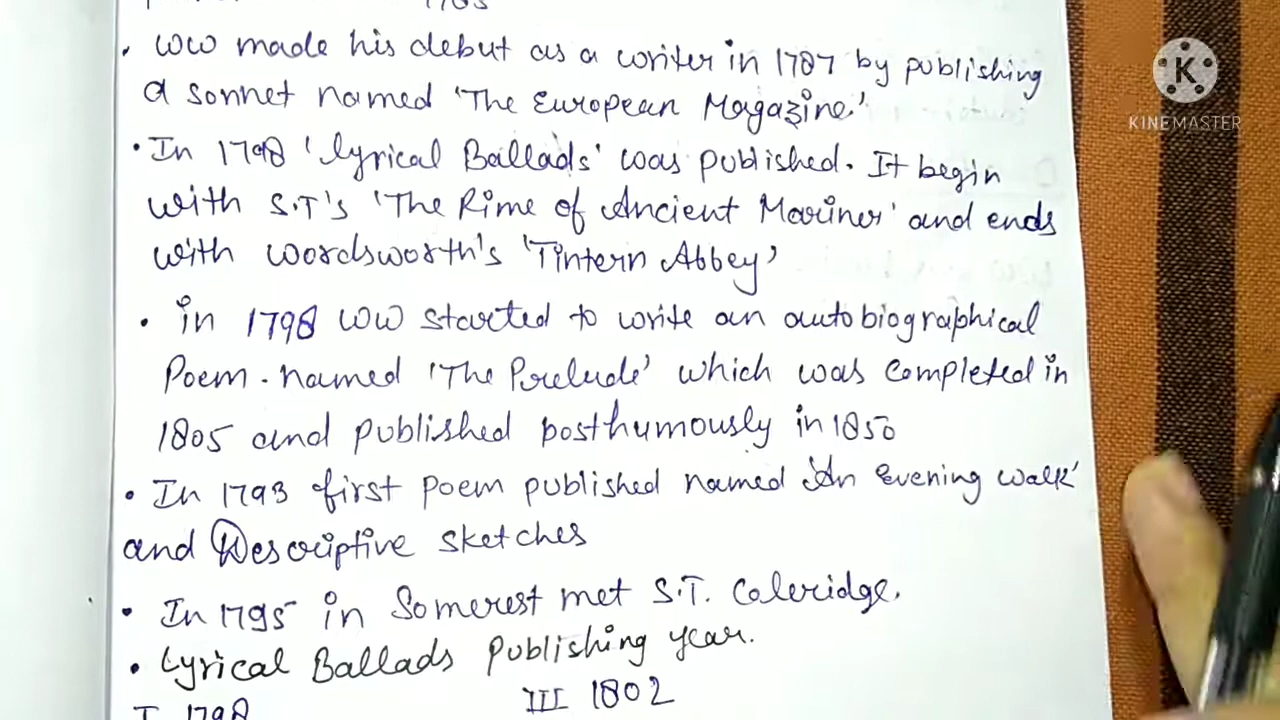 1785
. WW made his debut as a writer in 1787 by publishing
a sonnet named 'The European Magazine.'
• In 1798 'Lyrical Ballads' was published. It begin
with S.T's 'The Rime of Ancient Mariner' and ends
with Wordsworth's 'Tintern Abbey'
• in 1798 WW started to write an autobiographical
Poem. named 'The Prelude' which was completed in
1805 and published posthumously in 1850
• In 1793 first poem published named 'An Evening walk'
and Descriptive sketches
• In 1795 in Somerest met S.T. Coleridge.
• Lyrical Ballads Publishing year.
I 1798 III 1802
K
KINEMASTER